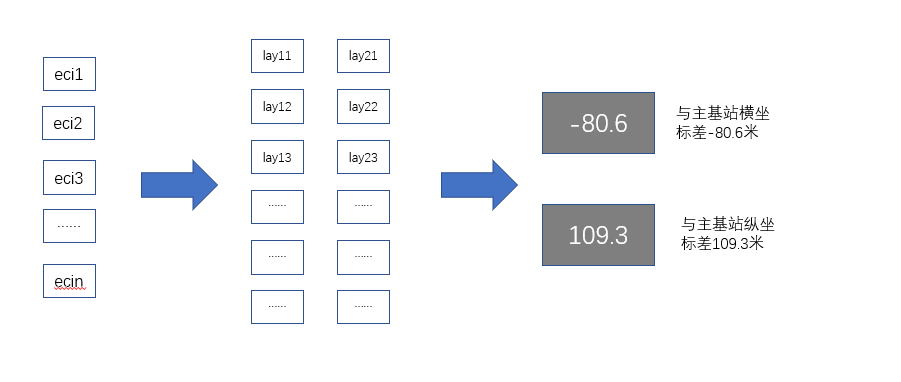 eci1
eci2
eci3
……
ecin
lay11
lay12
lay13
……
……
……
lay21
lay22
lay23
……
……
……
-80.6
与主基站横坐
标差-80.6米
109.3
与主基站纵坐
标差109.3米